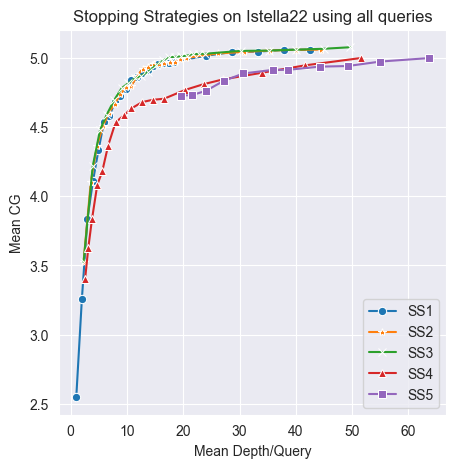 Stopping Strategies on Istella22 using all queries
5.0
4.5
4.0
3.5
3.0
2.5
Mean CG
SS1
SS2
SS3
SS4
SS5
0
10
20
30
40
50
60
Mean Depth/Query